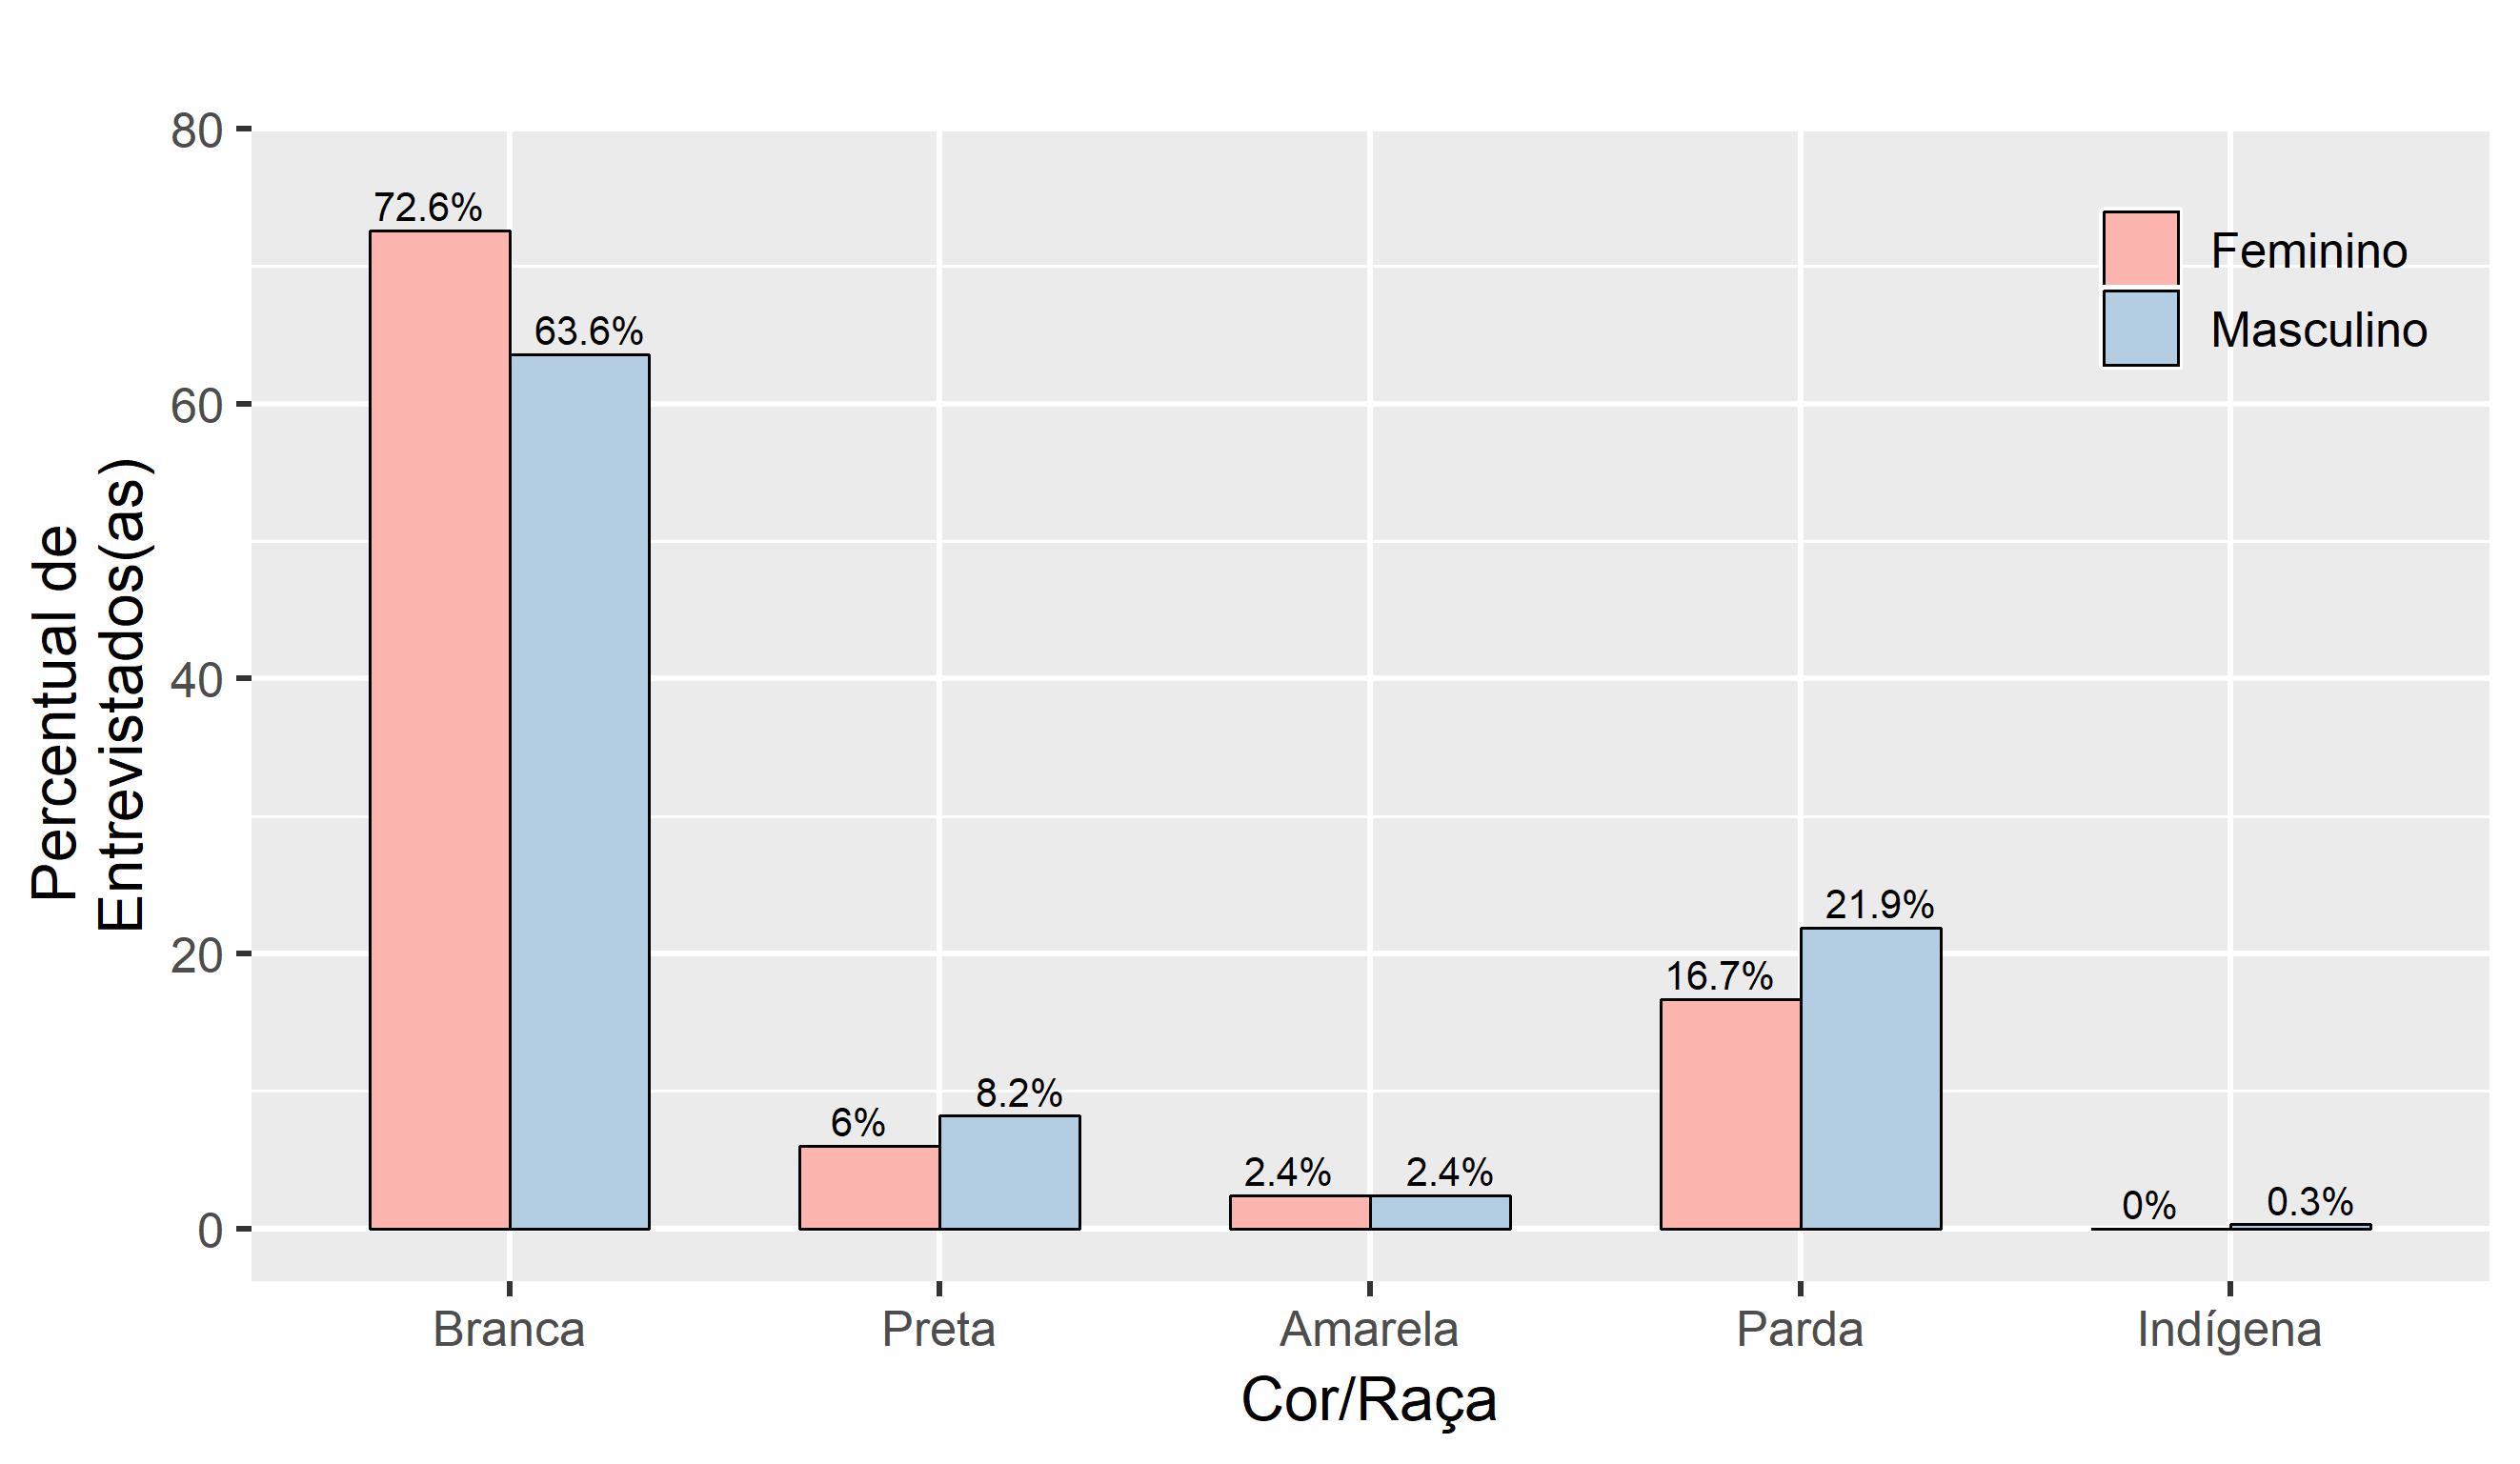 80
60
40
20
0
Percentual de
Entrevistados(as)
72.6%
63.6%
6%
8.2%
2.4%
2.4%
16.7%
21.9%
0%
0.3%
Feminino
Masculino
Branca
Preta
Amarela
Parda
Indígena
Cor/Raça